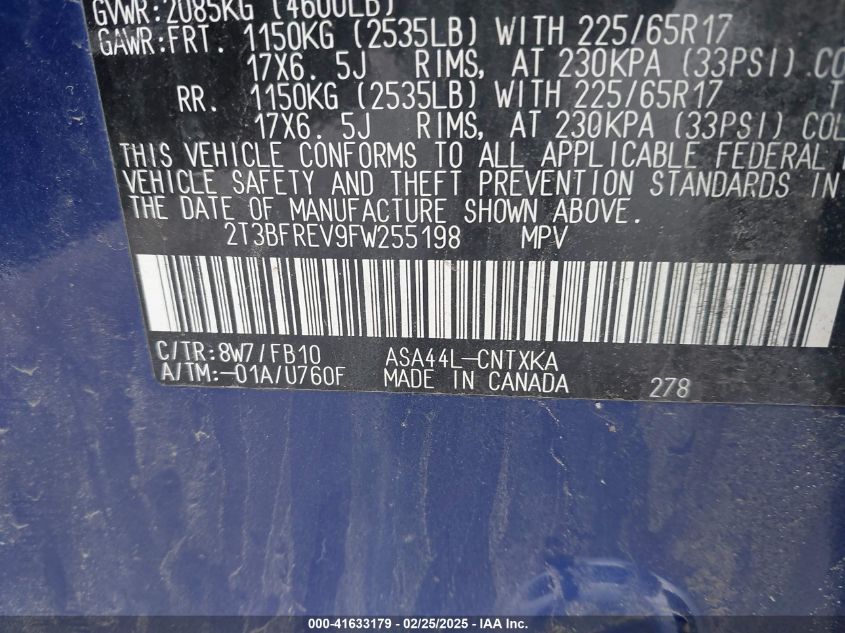 GVWR:2085KG (4600LB)
GAWR:FRT. 1150KG (2535LB) WITH 225/65R17
17X6. 5J RIMS, AT 230KPA (33PSI) CO
RR. 1150KG (2535LB) WITH 225/65R17 T
17X6. 5J RIMS, AT 230KPA (33PSI) COL
THIS VEHICLE CONFORMS TO ALL APPLICABLE FEDERAL
VEHICLE SAFETY AND THEFT PREVENTION STANDARDS IN
THE DATE OF MANUFACTURE SHOWN ABOVE.
2T3BFREV9FW255198 MPV
C/TR:8W7/FB10 ASA44L-CNTXKA
A/TM:-01A/U760F MADE IN CANADA 278
000-41633179 - 02/25/2025 - IAA Inc.